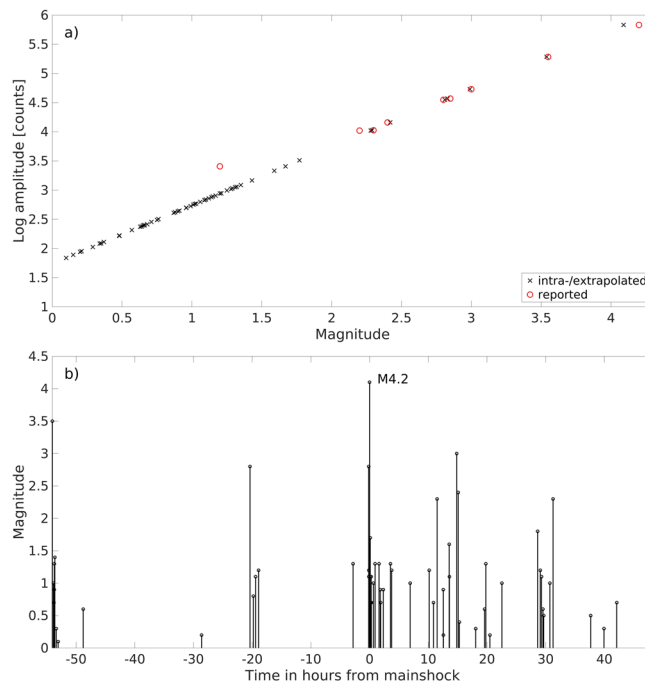 a)
Log amplitude [counts]
6
5.5
5
4.5
4
3.5
3
2.5
2
1.5
1
0 0.5 1 1.5 2 2.5 3 3.5 4
Magnitude
intra-/extrapolated
reported
b)
M4.2
Magnitude
4.5
4
3.5
3
2.5
2
1.5
1
0.5
0
-50 -40 -30 -20 -10 0 10 20 30 40
Time in hours from mainshock